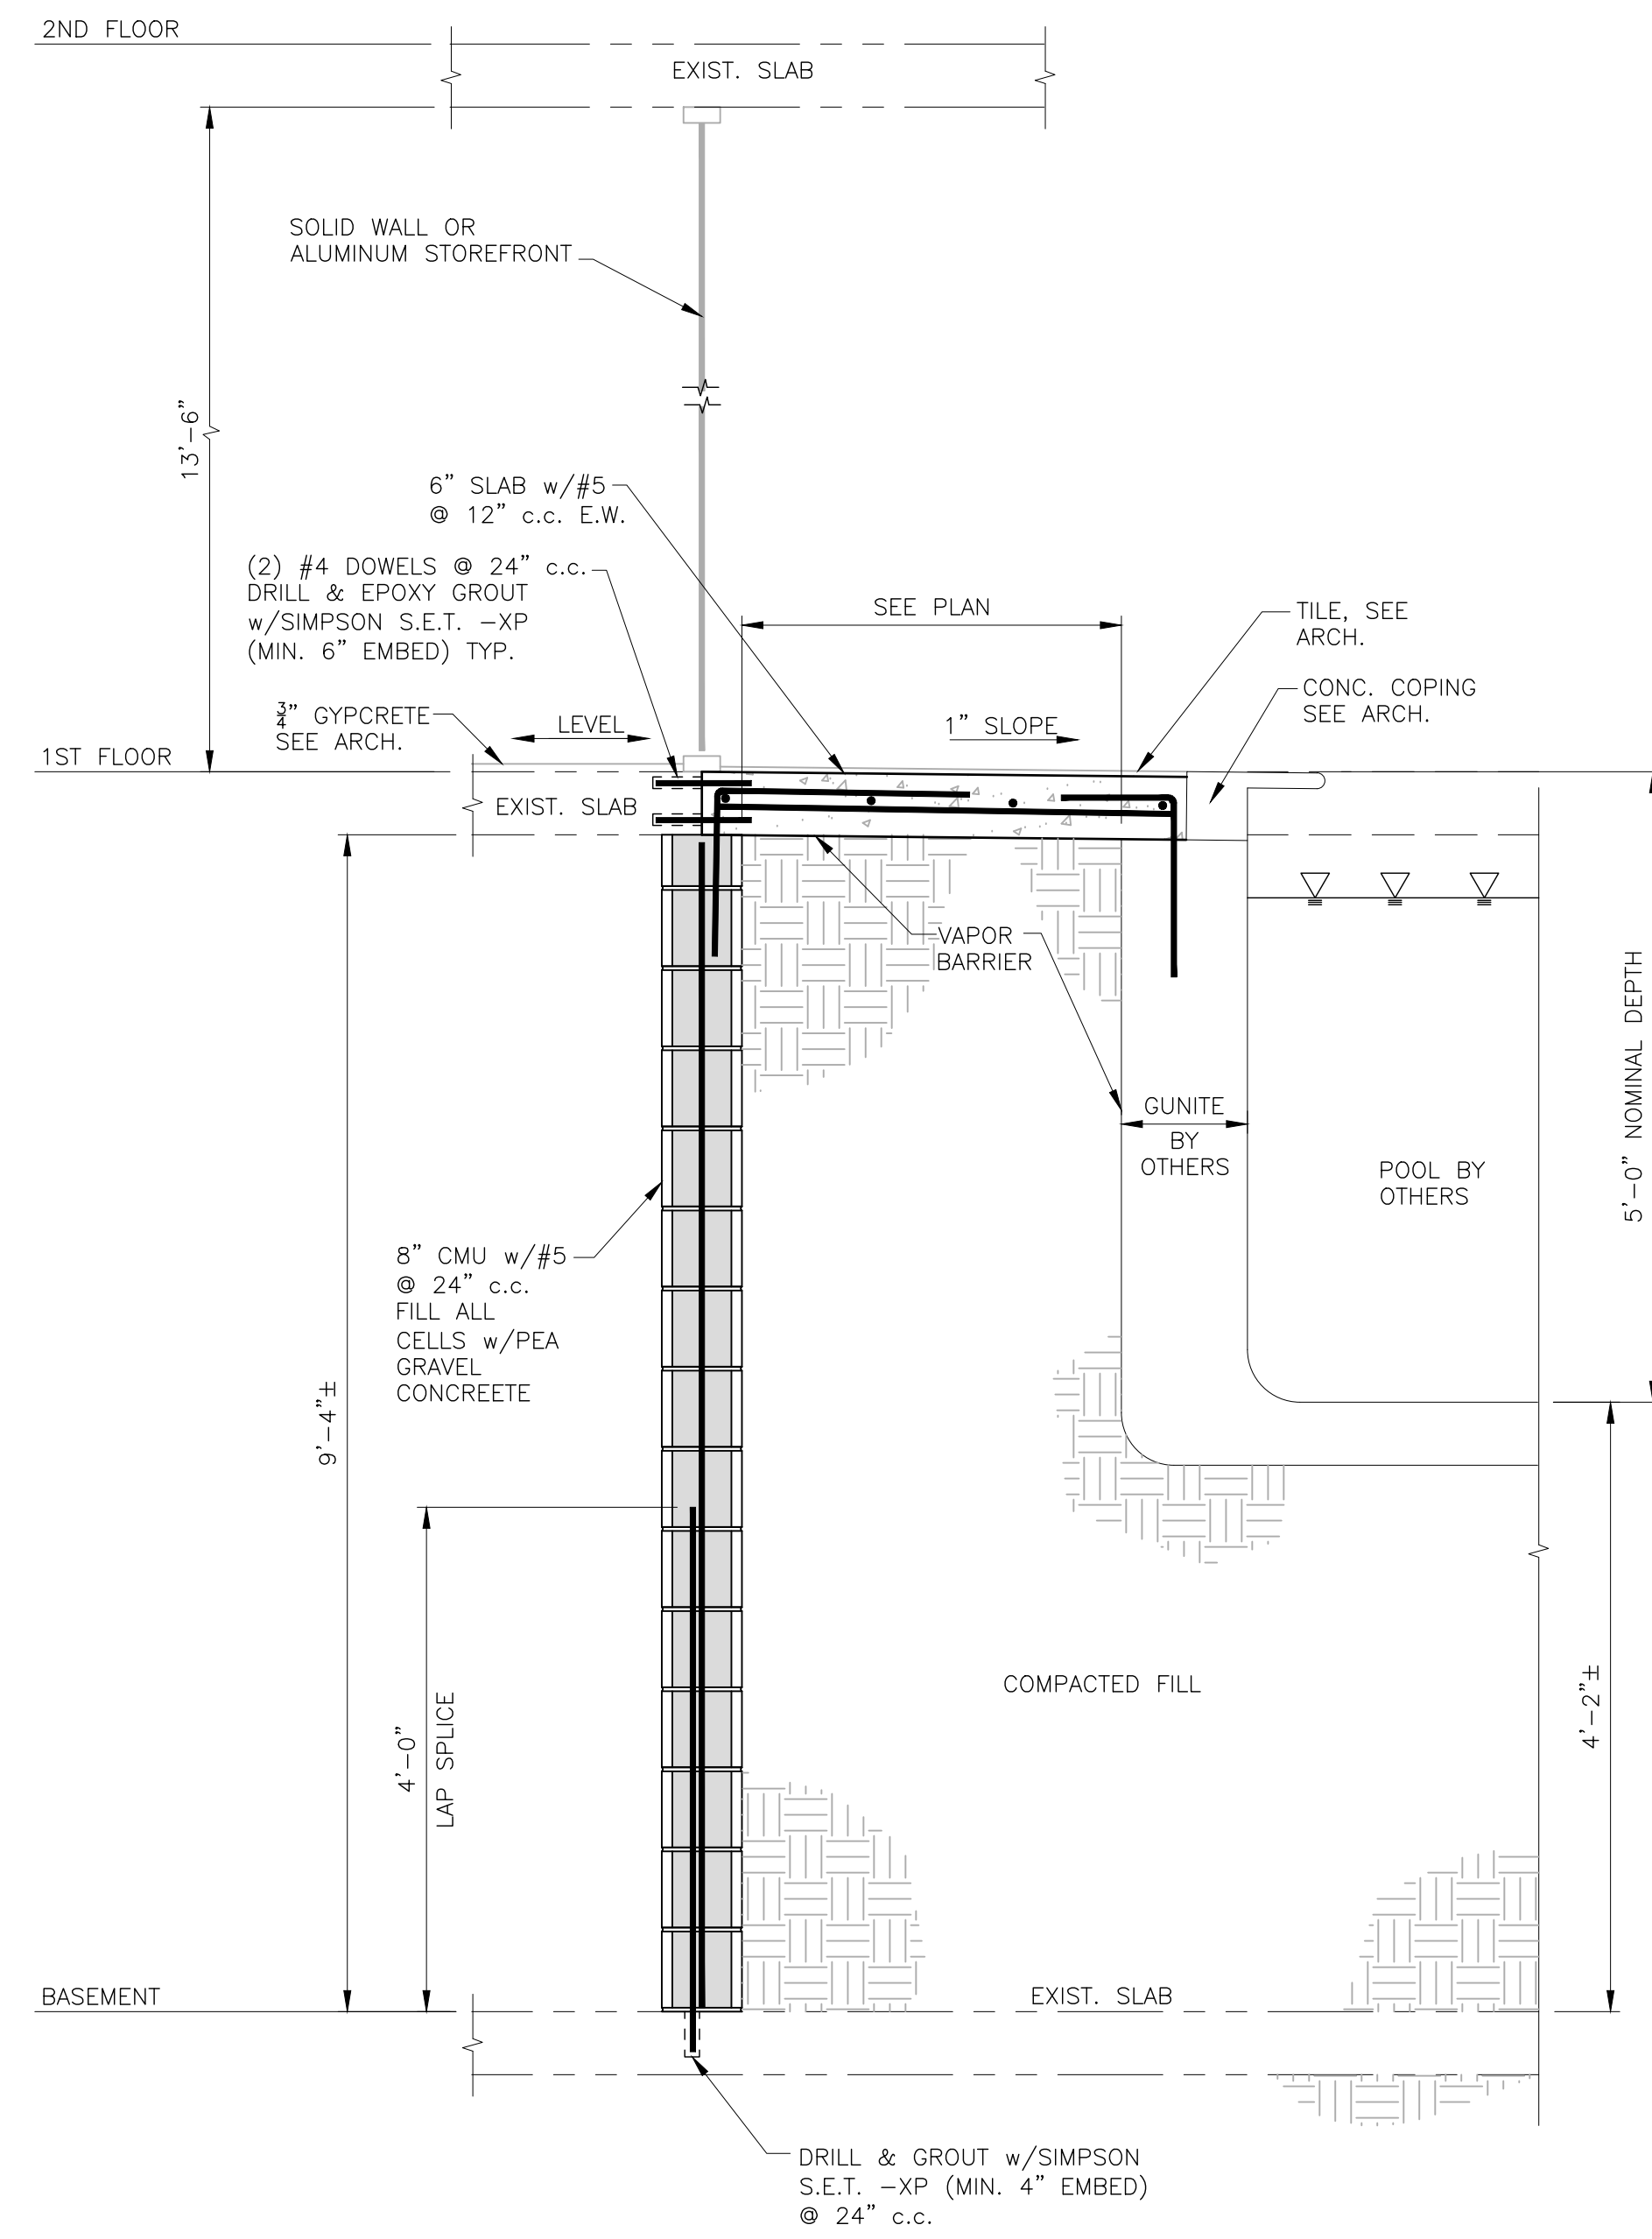 2ND FLOOR
EXIST. SLAB
SOLID WALL OR
ALUMINUM STOREFRONT
13'-6"
6" SLAB w/#5
@ 12" c.c. E.W.
(2) #4 DOWELS @ 24" c.c.
DRILL & EPOXY GROUT
w/SIMPSON S.E.T. -XP
(MIN. 6" EMBED) TYP.
SEE PLAN
TILE, SEE
ARCH.
CONC. COPING
SEE ARCH.
3/4" GYPCRETE
SEE ARCH.
LEVEL
1" SLOPE
1ST FLOOR
EXIST. SLAB
VAPOR
BARRIER
5'-0" NOMINAL DEPTH
GUNITE
BY
OTHERS
POOL BY
OTHERS
8" CMU w/#5
@ 24" c.c.
FILL ALL
CELLS w/PEA
GRAVEL
CONCREETE
9'-4"±
4'-0"
LAP SPLICE
COMPACTED FILL
4'-2"±
BASEMENT
EXIST. SLAB
DRILL & GROUT w/SIMPSON
S.E.T. -XP (MIN. 4" EMBED)
@ 24" c.c.